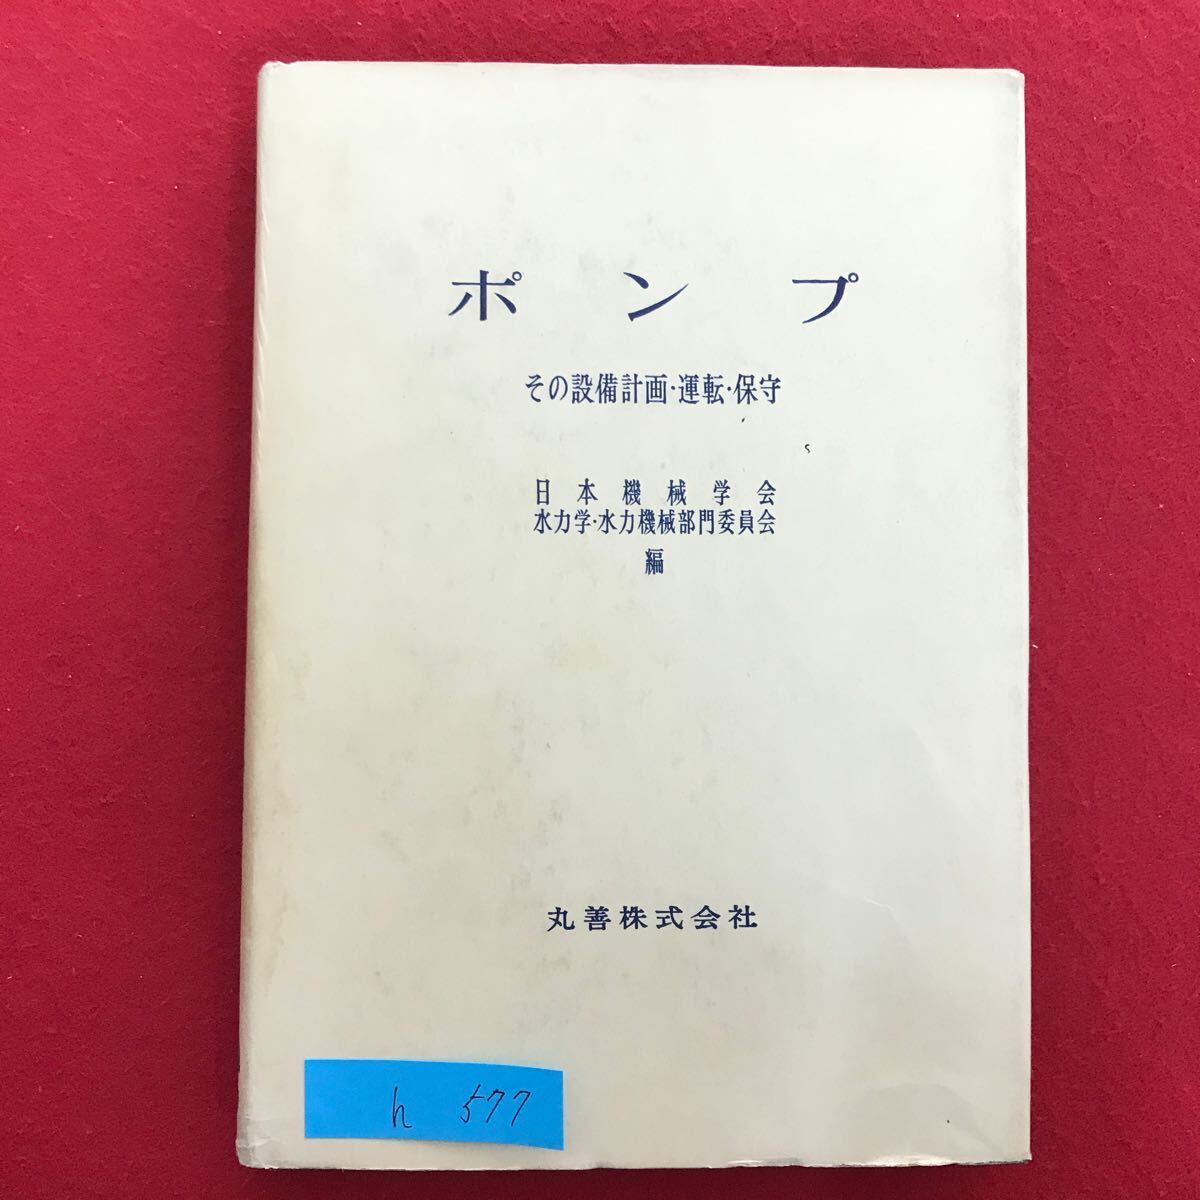 ポンプ
その設備計画・運転・保守
日本機械学会
水力学・水力機械部門委員会
編
丸善株式会社
h 577